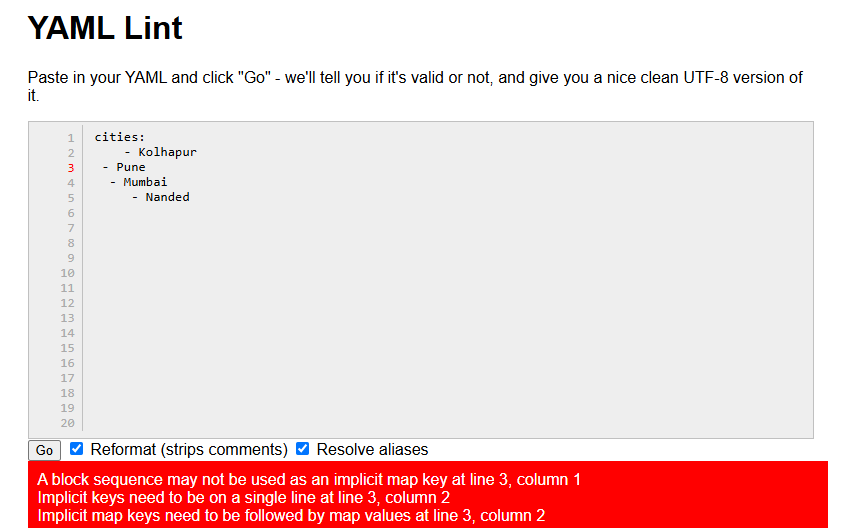 YAML Lint
Paste in your YAML and click "Go" - we'll tell you if it's valid or not, and give you a nice clean UTF-8 version of
it.
1 cities:
2     - Kolhapur
3  - Pune
4   - Mumbai
5      - Nanded
6
7
8
9
10
11
12
13
14
15
16
17
18
19
20
Go Reformat (strips comments) Resolve aliases
A block sequence may not be used as an implicit map key at line 3, column 1
Implicit keys need to be on a single line at line 3, column 2
Implicit map keys need to be followed by map values at line 3, column 2